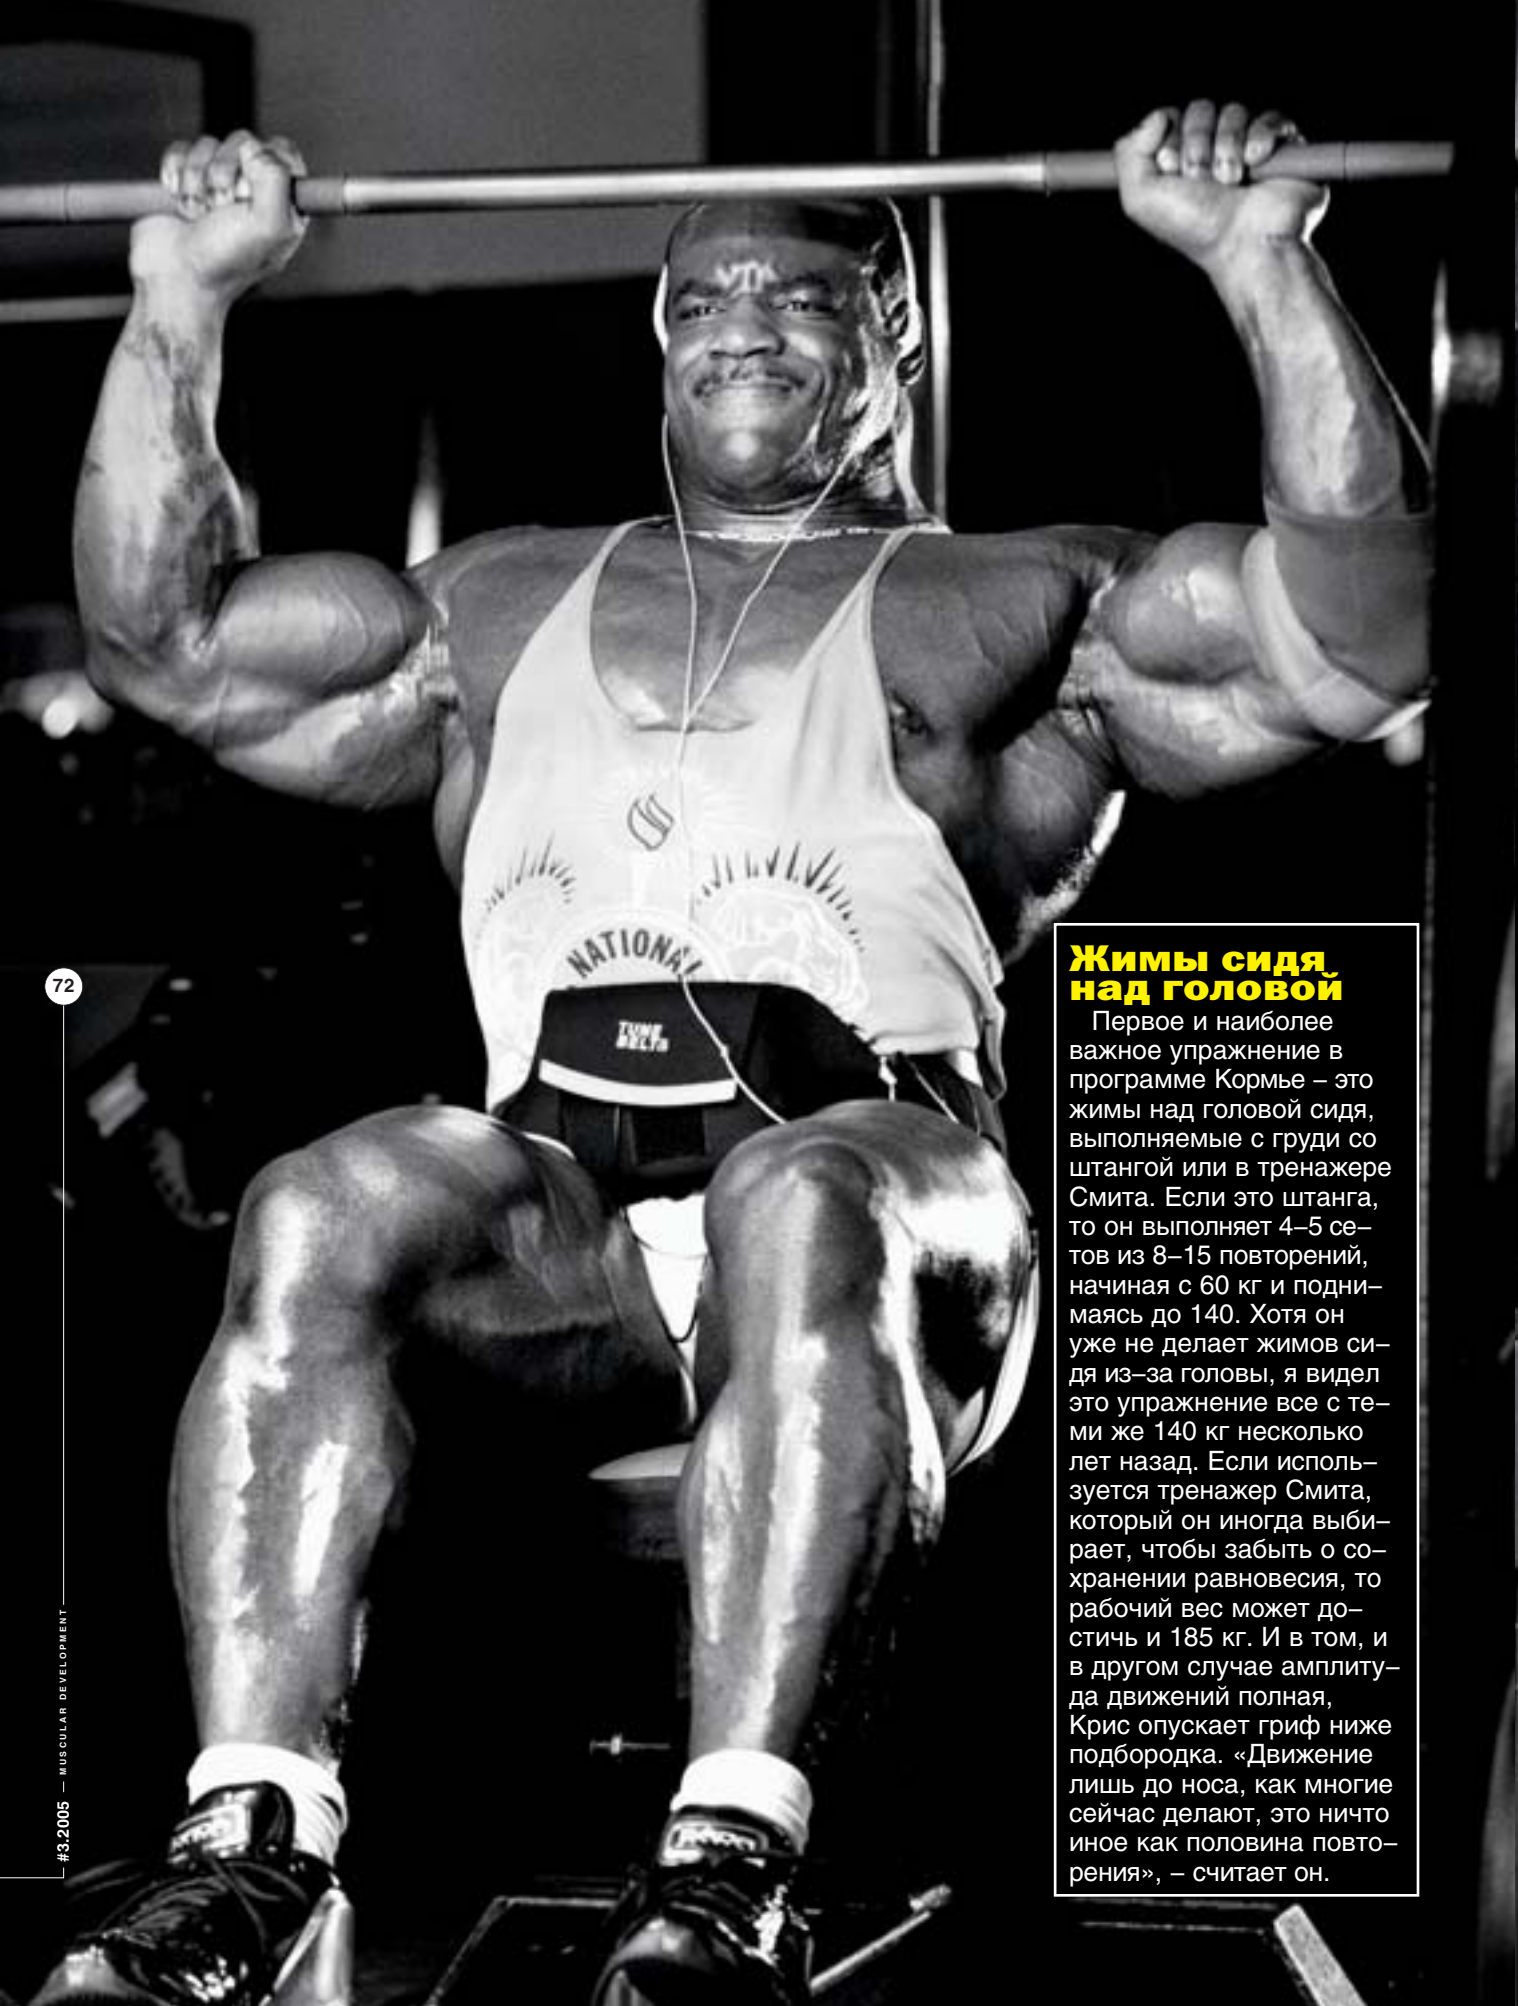 NATIONAL
TUNE
BELT
72
#3.2005 — MUSCULAR DEVELOPMENT
Жимы сидя
над головой
Первое и наиболее
важное упражнение в
программе Кормье – это
жимы над головой сидя,
выполняемые с груди со
штангой или в тренажере
Смита. Если это штанга,
то он выполняет 4–5 се–
тов из 8–15 повторений,
начиная с 60 кг и подни–
маясь до 140. Хотя он
уже не делает жимов си–
дя из–за головы, я видел
это упражнение все с те–
ми же 140 кг несколько
лет назад. Если исполь–
зуется тренажер Смита,
который он иногда выби–
рает, чтобы забыть о со–
хранении равновесия, то
рабочий вес может до–
стичь и 185 кг. И в том, и
в другом случае амплиту–
да движений полная,
Крис опускает гриф ниже
подбородка. «Движение
лишь до носа, как многие
сейчас делают, это ничто
иное как половина повто–
рения», – считает он.